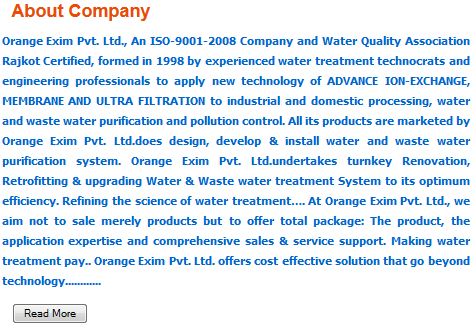 About Company
Orange Exim Pvt. Ltd., An ISO-9001-2008 Company and Water Quality Association
Rajkot Certified, formed in 1998 by experienced water treatment technocrats and
engineering professionals to apply new technology of ADVANCE ION-EXCHANGE,
MEMBRANE AND ULTRA FILTRATION to industrial and domestic processing, water
and waste water purification and pollution control. All its products are marketed by
Orange Exim Pvt. Ltd.does design, develop & install water and waste water
purification system. Orange Exim Pvt. Ltd.undertakes turnkey Renovation,
Retrofitting & upgrading Water & Waste water treatment System to its optimum
efficiency. Refining the science of water treatment.... At Orange Exim Pvt. Ltd., we
aim not to sale merely products but to offer total package: The product, the
application expertise and comprehensive sales & service support. Making water
treatment pay.. Orange Exim Pvt. Ltd. offers cost effective solution that go beyond
technology............
Read More